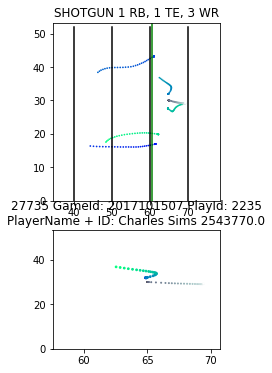 SHOTGUN 1 RB, 1 TE, 3 WR
50
40
30
20
10
0
40 50 60 70
27735 GameId: 2017101507 PlayId: 2235
PlayerName + ID: Charles Sims 2543770.0
40
20
0
60 65 70